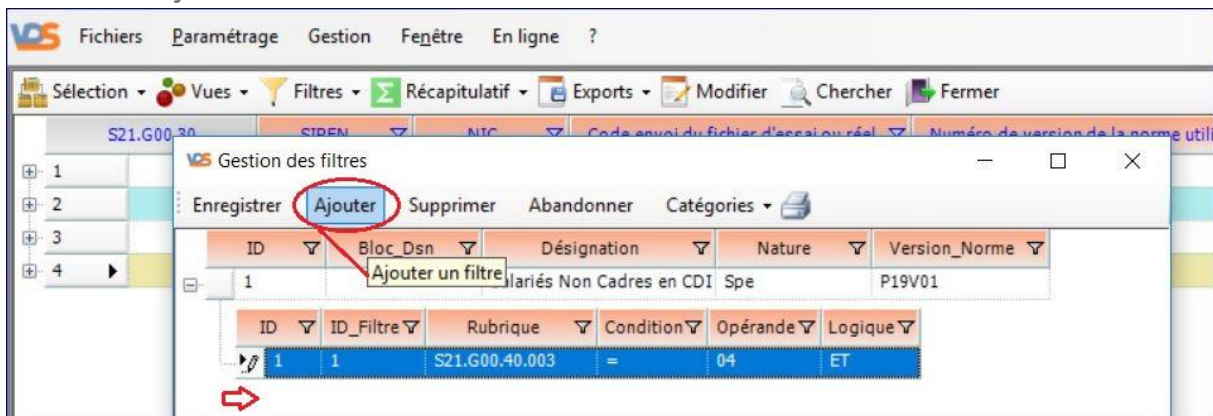 VDS Fichiers Paramétrage Gestion Fenêtre En ligne ?
Sélection Vues Filtres Récapitulatif Exports Modifier Chercher Fermer
S21.G00.30 SIREN NIC Code envoi du fichier d'essai ou réel Numéro de version de la norme utili
VDS Gestion des filtres
1
Enregistrer Ajouter Supprimer Abandonner Catégories
2
3
ID Bloc_Dsn Désignation Nature Version_Norme
4
Ajouter un filtre
1 Non Cadres en CDI Spe P19V01
ID ID_Filtre Rubrique Condition Opérande Logique
1 1 S21.G00.40.003 = 04 ET